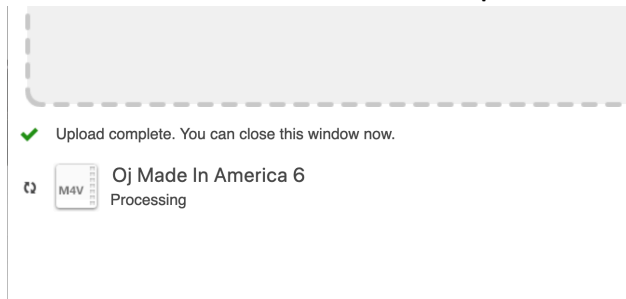 Upload complete. You can close this window now.
Oj Made In America 6
M4V
Processing